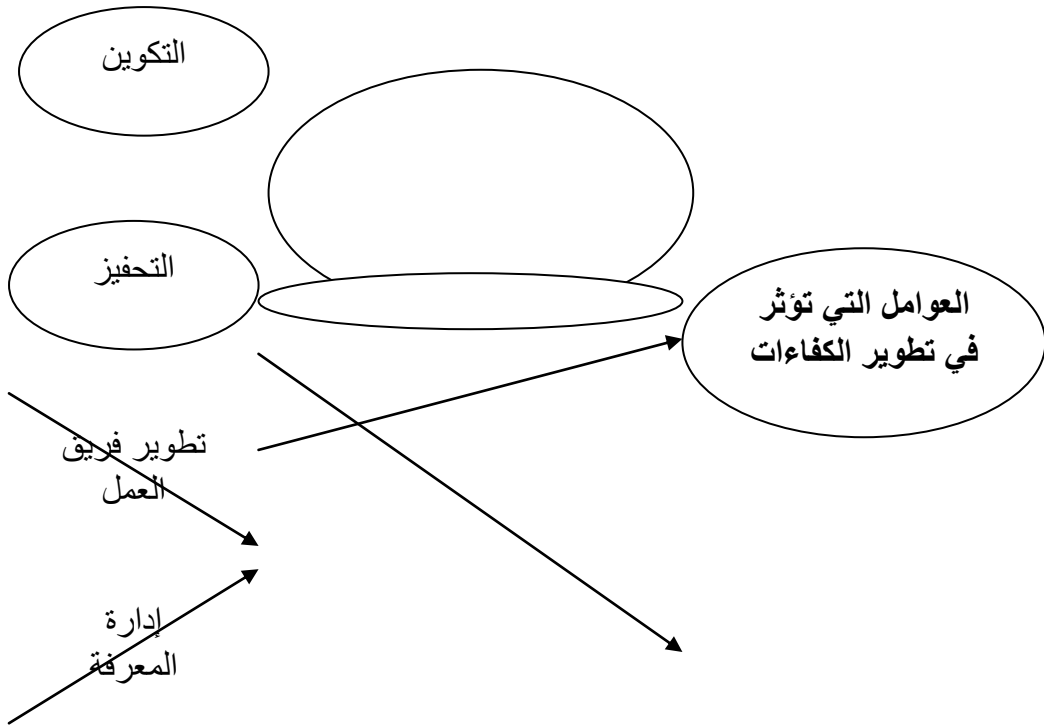 التكوين
التحفيز
العوامل التي تؤثر
في تطوير الكفاءات
تطوير فريق
العمل
إدارة
المعرفة